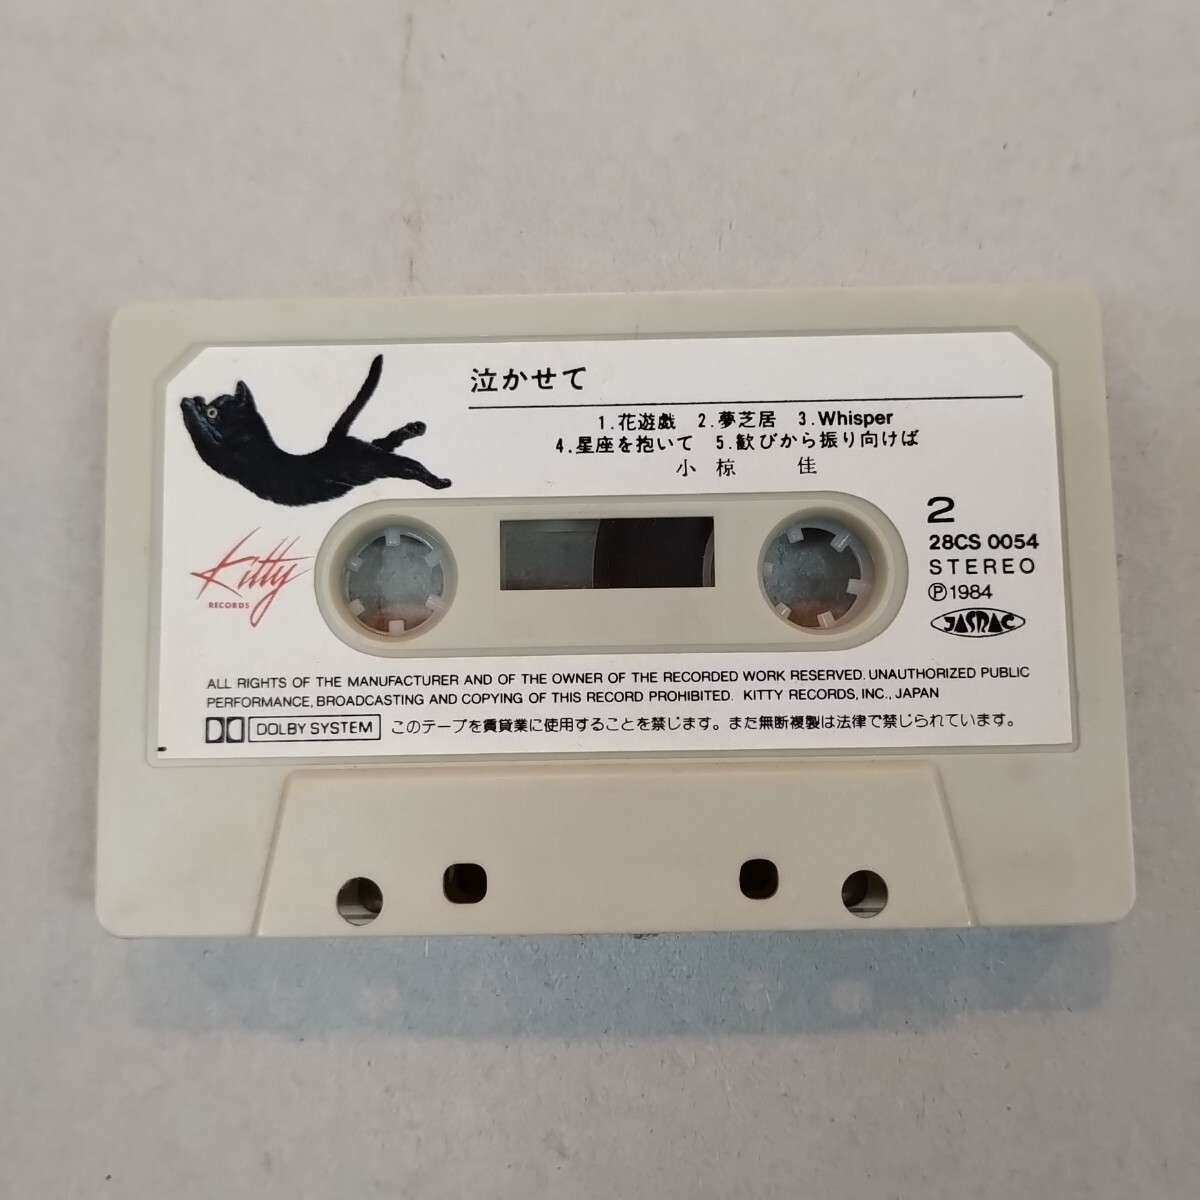 泣かせて
1.花遊戯 2.夢芝居 3.Whisper
4.星座を抱いて 5.歓びから振り向けば
小椋 佳
Kitty
RECORDS
2
28CS 0054
STEREO
Ⓟ1984
JASRAC
ALL RIGHTS OF THE MANUFACTURER AND OF THE OWNER OF THE RECORDED WORK RESERVED. UNAUTHORIZED PUBLIC
PERFORMANCE, BROADCASTING AND COPYING OF THIS RECORD PROHIBITED. KITTY RECORDS, INC., JAPAN
DOLBY SYSTEM このテープを賃貸業に使用することを禁じます。また無断複製は法律で禁じられています。